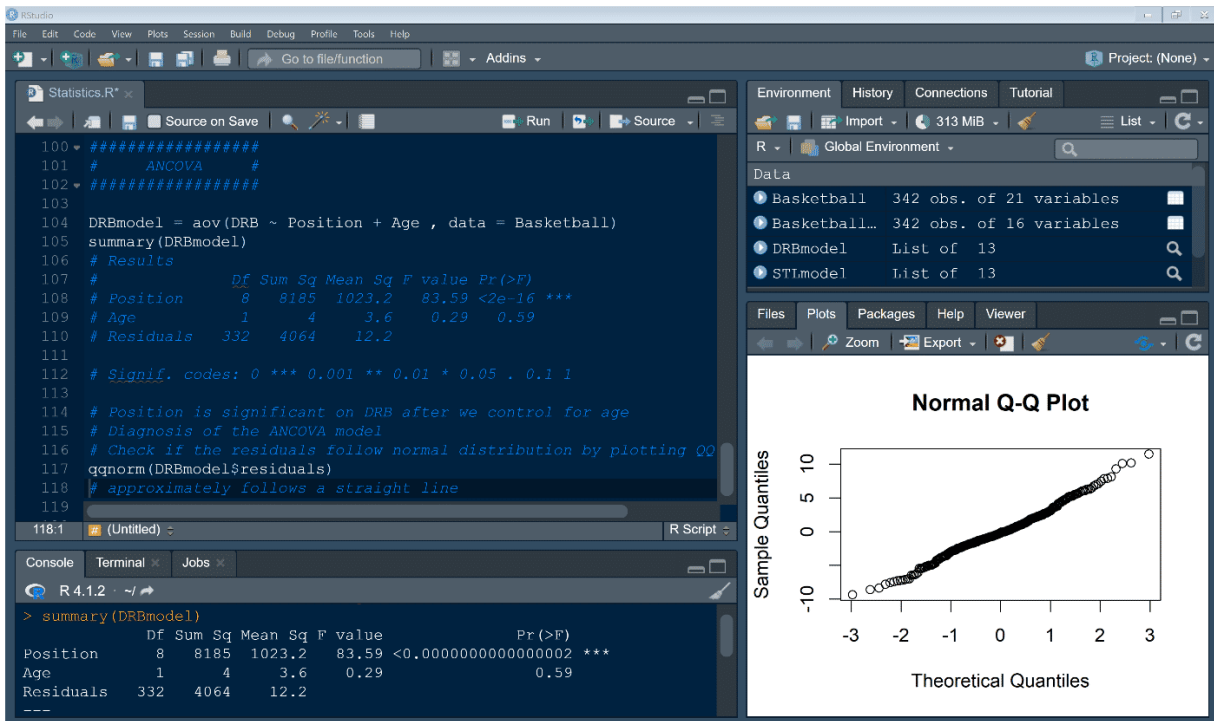 RStudio
File Edit Code View Plots Session Build Debug Profile Tools Help
Go to file/function Addins Project: (None)
Statistics.R*
Source on Save Run Source
100 ##################
101 # ANCOVA #
102 ##################
103
104 DRBmodel = aov(DRB ~ Position + Age , data = Basketball)
105 summary(DRBmodel)
106 # Results
107 # Df Sum Sq Mean Sq F value Pr(>F)
108 # Position 8 8185 1023.2 83.59 <2e-16 ***
109 # Age 1 4 3.6 0.29 0.59
110 # Residuals 332 4064 12.2
111
112 # Signif. codes: 0 *** 0.001 ** 0.01 * 0.05 . 0.1 1
113
114 # Position is significant on DRB after we control for age
115 # Diagnosis of the ANCOVA model
116 # Check if the residuals follow normal distribution by plotting QQ
117 qqnorm(DRBmodel$residuals)
118 # approximately follows a straight line
119
118:1 # (Untitled) R Script
Console Terminal Jobs
R 4.1.2 · ~/
> summary(DRBmodel)
Df Sum Sq Mean Sq F value Pr(>F)
Position 8 8185 1023.2 83.59 <0.0000000000000002 ***
Age 1 4 3.6 0.29 0.59
Residuals 332 4064 12.2
---
Environment History Connections Tutorial
Import 313 MiB List
R Global Environment
Data
Basketball 342 obs. of 21 variables
Basketball… 342 obs. of 16 variables
DRBmodel List of 13
STLmodel List of 13
Files Plots Packages Help Viewer
Zoom Export
Normal Q-Q Plot
Sample Quantiles
10
5
0
-10
-3 -2 -1 0 1 2 3
Theoretical Quantiles